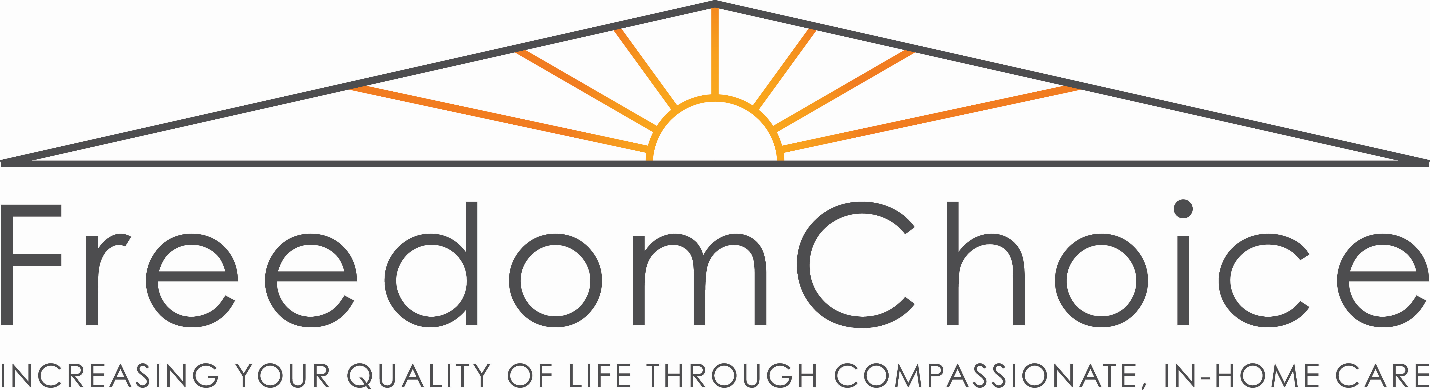 FreedomChoice
INCREASING YOUR QUALITY OF LIFE THROUGH COMPASSIONATE, IN-HOME CARE